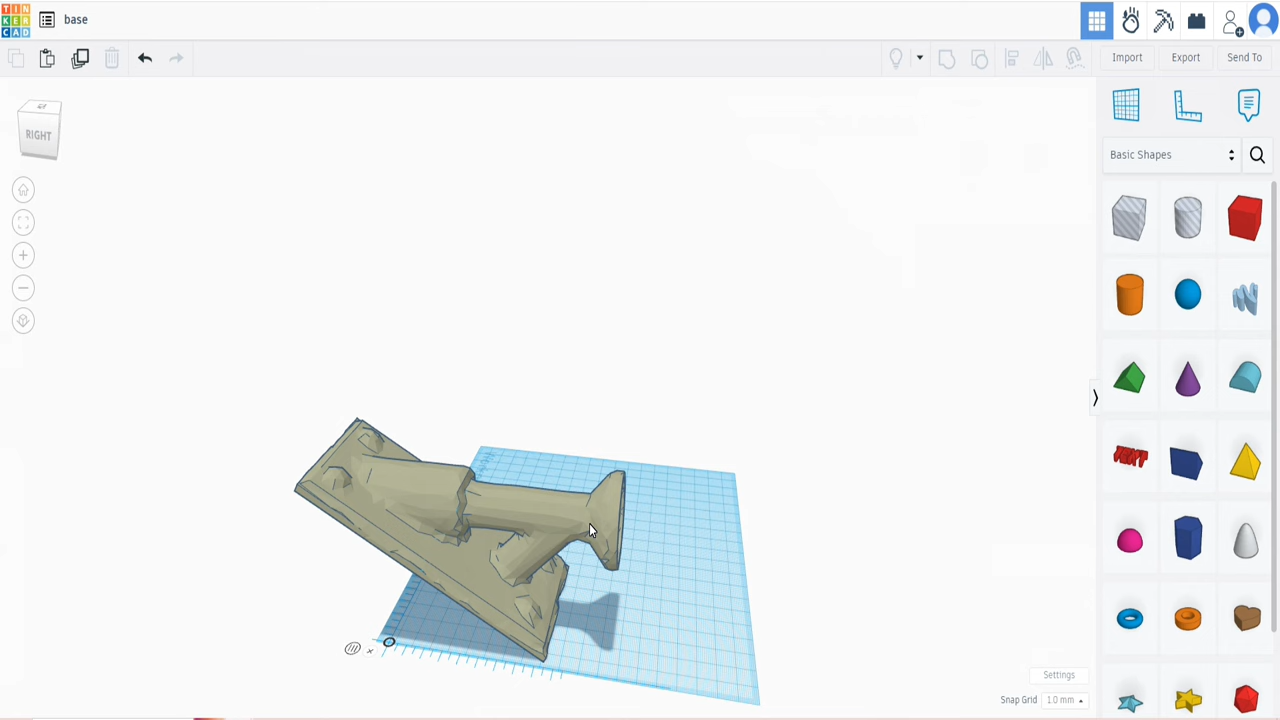 TIN
KER
CAD
base
Import
Export
Send To
RIGHT
Basic Shapes
Settings
Snap Grid 1.0 mm